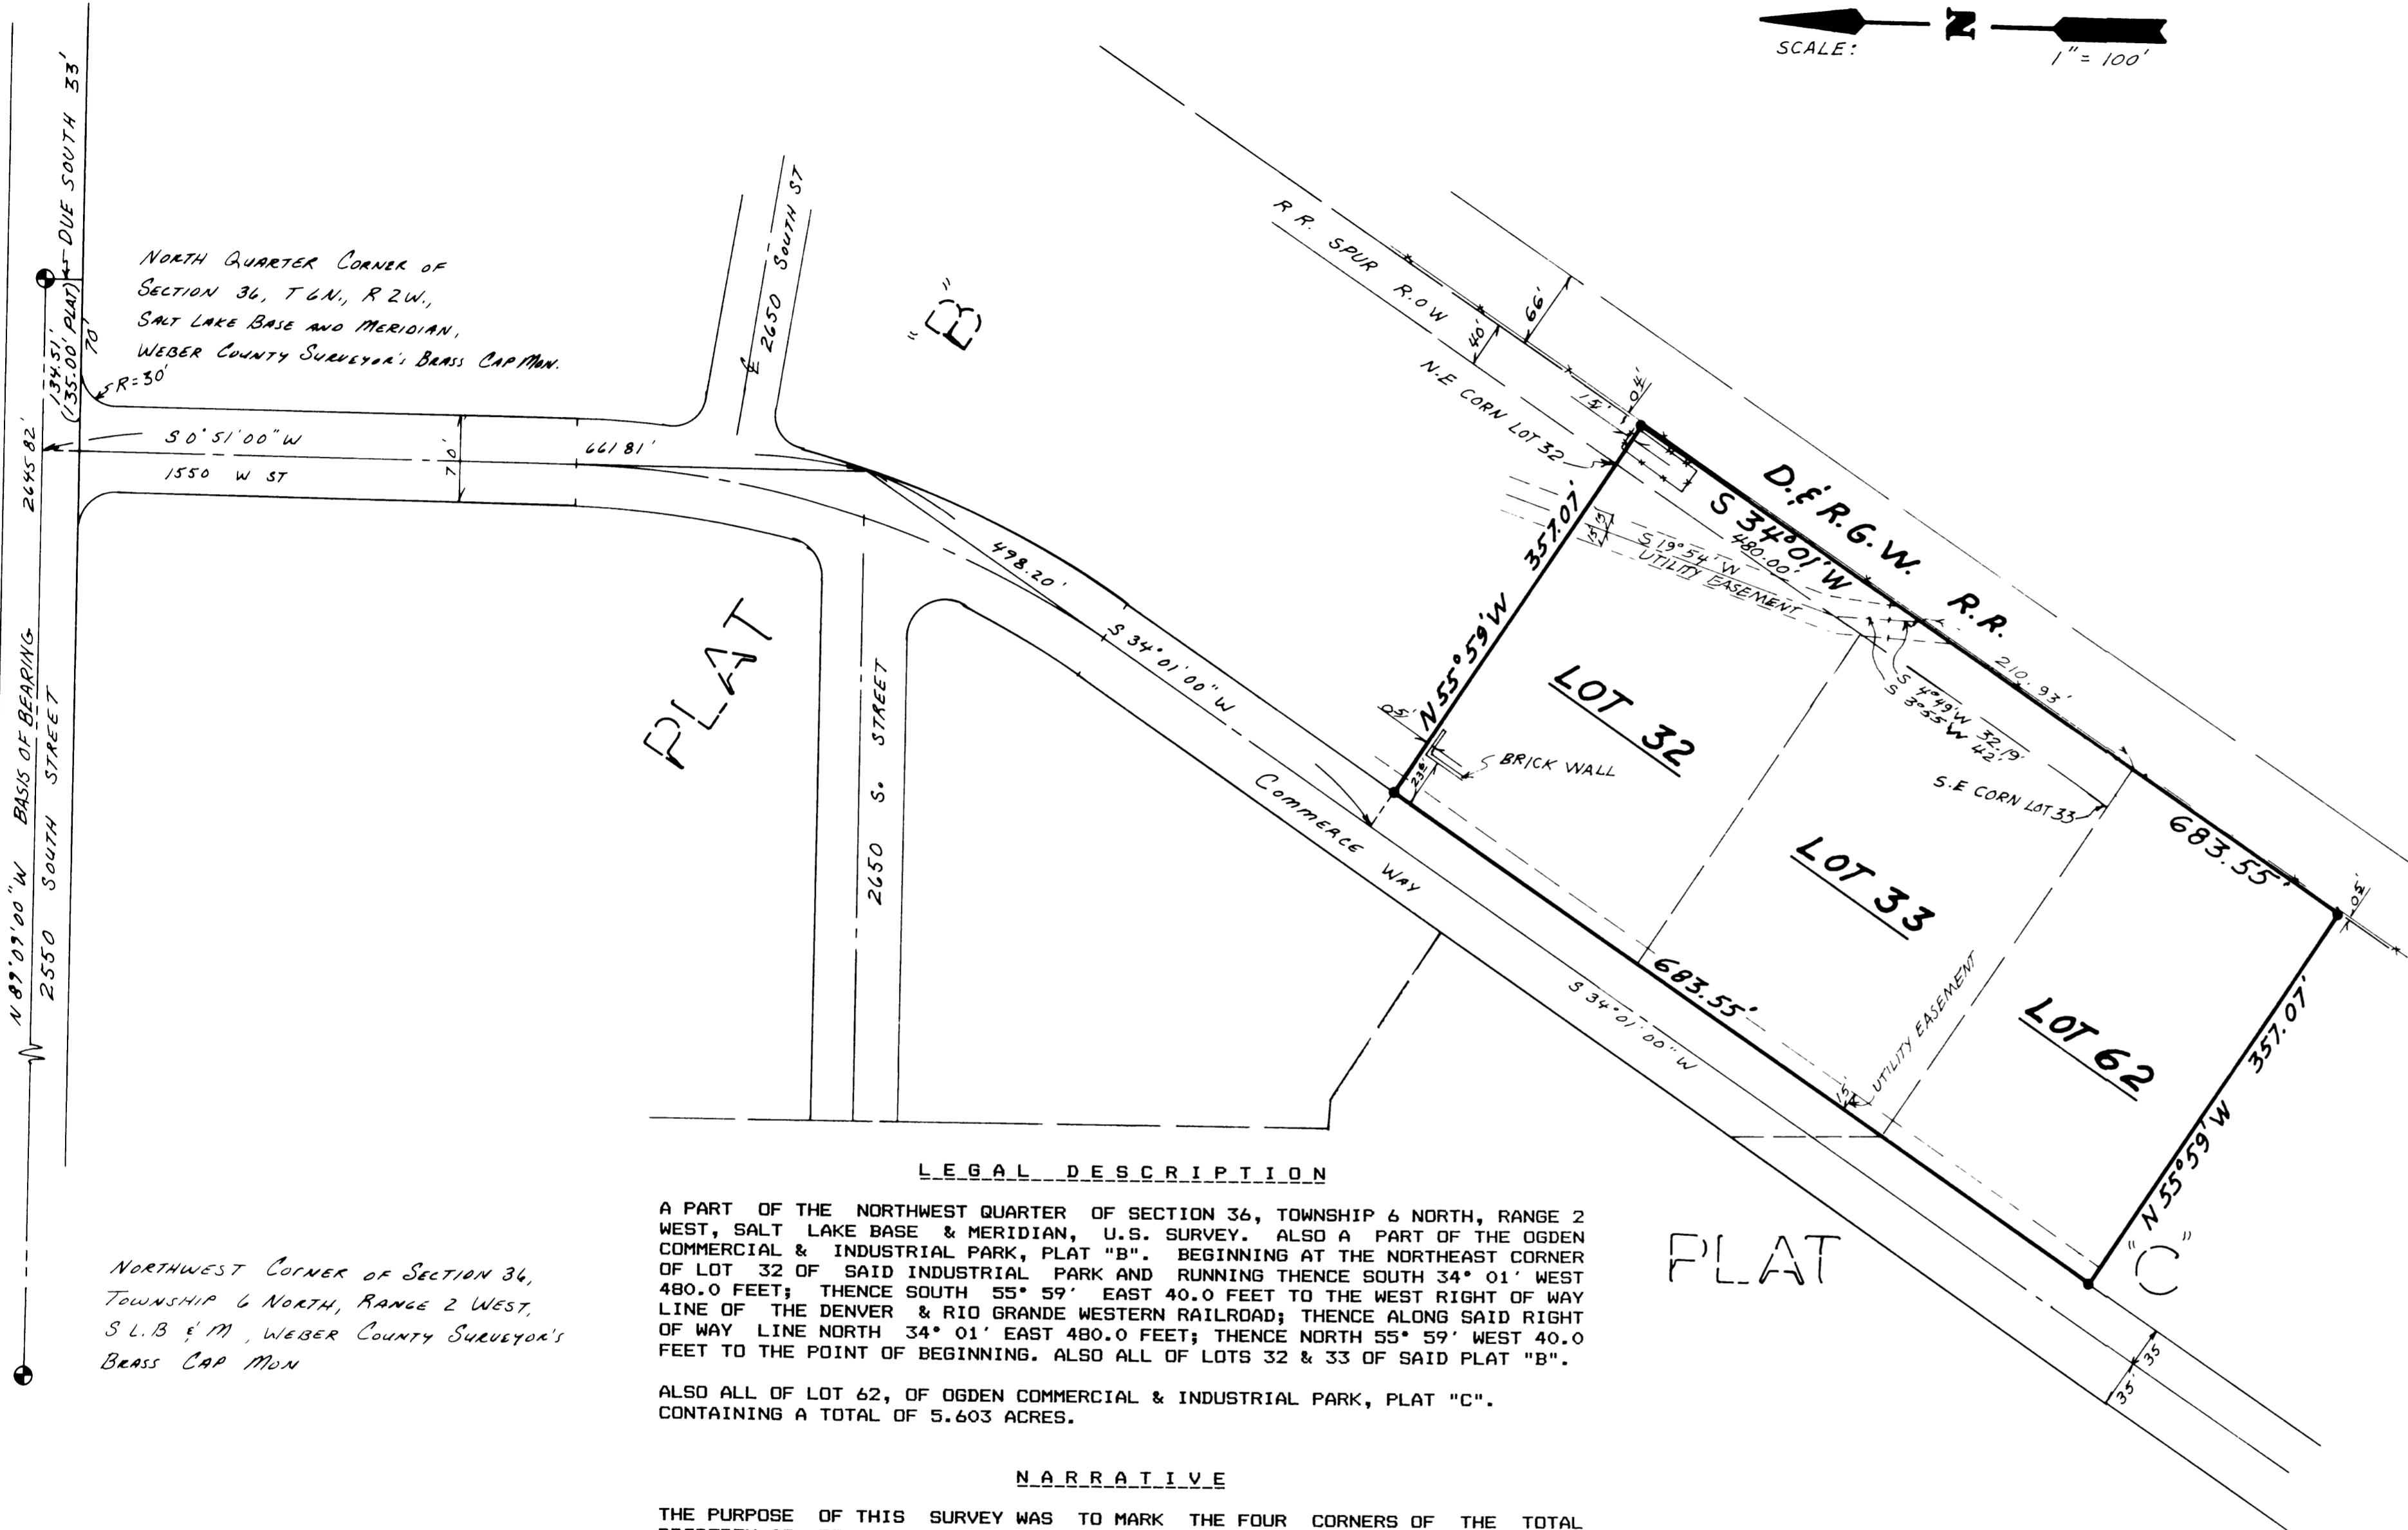 N
SCALE: 1" = 100'
DUE SOUTH 33'
134.51'
(135.00' PLAT)
70'
NORTH QUARTER CORNER OF
SECTION 36, T 6 N., R 2 W.,
SALT LAKE BASE AND MERIDIAN,
WEBER COUNTY SURVEYOR'S BRASS CAP MON.
R=30'
2645 82'
BASIS OF BEARING
N 89°09'00" W
2550 SOUTH STREET
S 0° 51' 00" W
1550 W ST
70'
661 81'
℄ 2650 SOUTH ST
"B"
PLAT
498.20'
S 34° 01' 00" W
2650 S. STREET
COMMERCE WAY
R R. SPUR R.O W
40'
66'
N.E CORN LOT 32
15'
0.4'
D. & R.G. W. R.R.
S 34°01' W
480.00'
S 19° 54' W
UTILITY EASEMENT
15' 15'
357.07'
N 55° 59' W
0.5'
23.6'
BRICK WALL
LOT 32
210.93'
S 4°49' W 32.19'
S 3°55' W 42'
S.E CORN LOT 33
LOT 33
683.55'
0.5'
683.55'
S 34° 01' 00" W
UTILITY EASEMENT
15'
LOT 62
357.07'
N 55° 59' W
PLAT "C"
35'
35'
NORTHWEST CORNER OF SECTION 36,
TOWNSHIP 6 NORTH, RANGE 2 WEST,
S L.B & M, WEBER COUNTY SURVEYOR'S
BRASS CAP MON
LEGAL DESCRIPTION
A PART OF THE NORTHWEST QUARTER OF SECTION 36, TOWNSHIP 6 NORTH, RANGE 2
WEST, SALT LAKE BASE & MERIDIAN, U.S. SURVEY. ALSO A PART OF THE OGDEN
COMMERCIAL & INDUSTRIAL PARK, PLAT "B". BEGINNING AT THE NORTHEAST CORNER
OF LOT 32 OF SAID INDUSTRIAL PARK AND RUNNING THENCE SOUTH 34° 01' WEST
480.0 FEET; THENCE SOUTH 55° 59' EAST 40.0 FEET TO THE WEST RIGHT OF WAY
LINE OF THE DENVER & RIO GRANDE WESTERN RAILROAD; THENCE ALONG SAID RIGHT
OF WAY LINE NORTH 34° 01' EAST 480.0 FEET; THENCE NORTH 55° 59' WEST 40.0
FEET TO THE POINT OF BEGINNING. ALSO ALL OF LOTS 32 & 33 OF SAID PLAT "B".
ALSO ALL OF LOT 62, OF OGDEN COMMERCIAL & INDUSTRIAL PARK, PLAT "C".
CONTAINING A TOTAL OF 5.603 ACRES.
NARRATIVE
THE PURPOSE OF THIS SURVEY WAS TO MARK THE FOUR CORNERS OF THE TOTAL